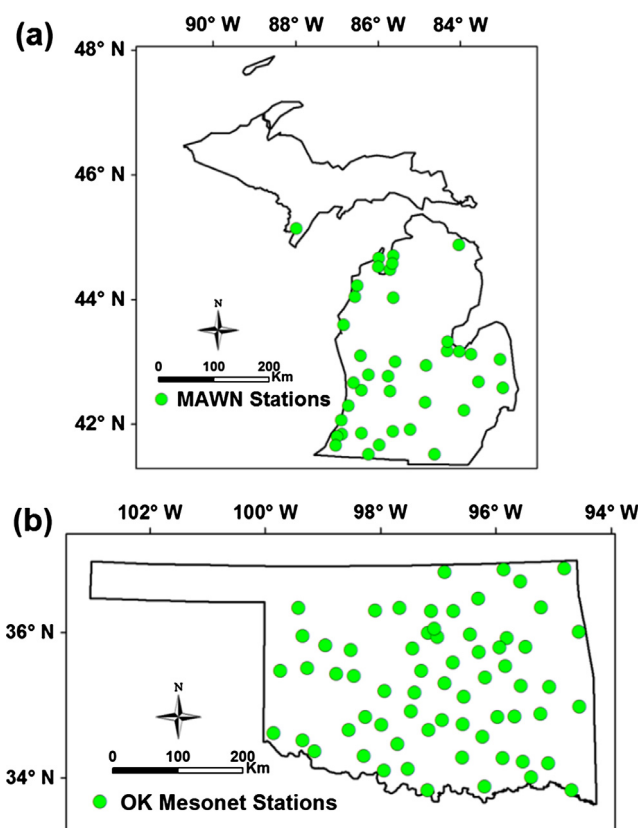 (a)
90° W 88° W 86° W 84° W
48° N
46° N
44° N
42° N
N
0 100 200
Km
MAWN Stations
(b)
102° W 100° W 98° W 96° W 94° W
36° N
34° N
N
0 100 200
Km
OK Mesonet Stations